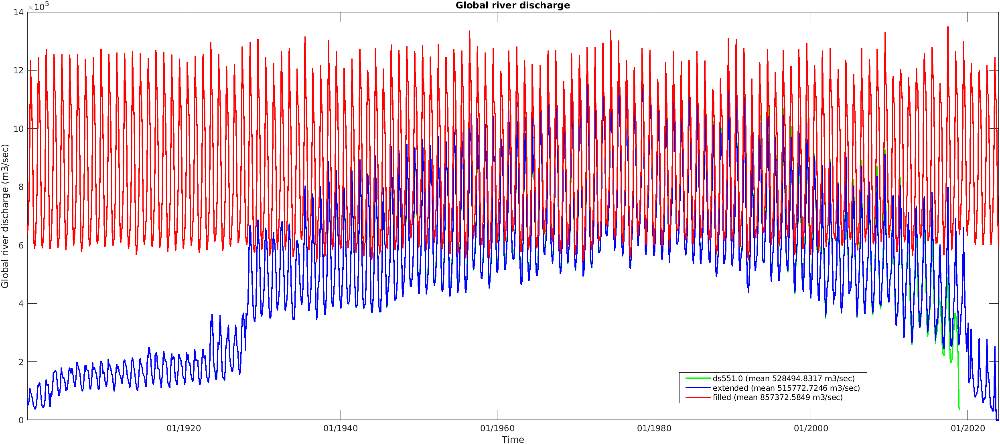 Global river discharge
×10^5
14
12
10
8
6
4
2
0
Global river discharge (m3/sec)
ds551.0 (mean 528494.8317 m3/sec)
extended (mean 515772.7246 m3/sec)
filled (mean 857372.5849 m3/sec)
01/1920 01/1940 01/1960 01/1980 01/2000 01/2020
Time